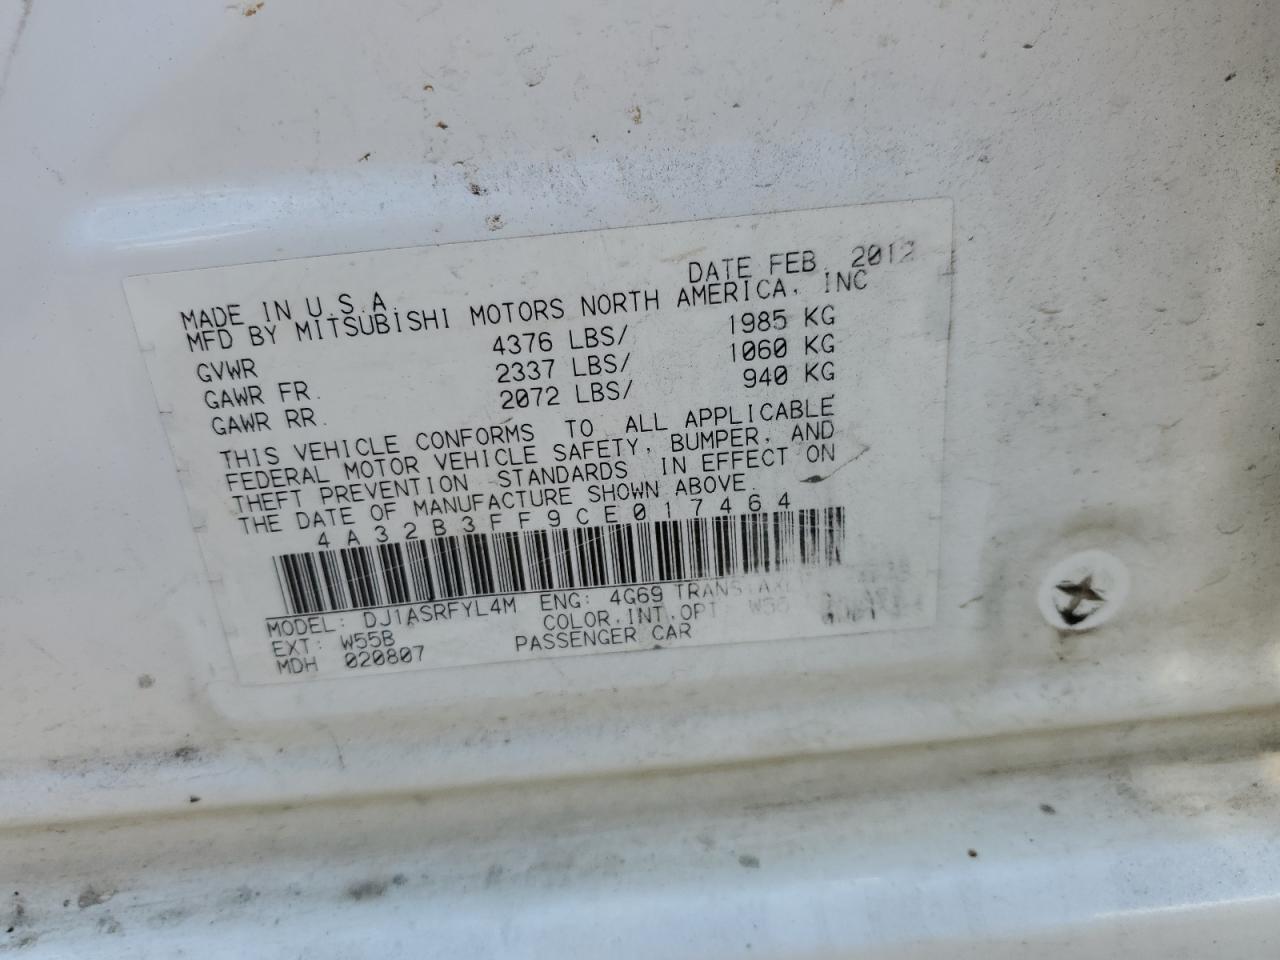 DATE FEB 2012
MADE IN U.S.A.
MFD BY MITSUBISHI MOTORS NORTH AMERICA, INC
GVWR 4376 LBS/ 1985 KG
GAWR FR. 2337 LBS/ 1060 KG
GAWR RR. 2072 LBS/ 940 KG
THIS VEHICLE CONFORMS TO ALL APPLICABLE
FEDERAL MOTOR VEHICLE SAFETY, BUMPER, AND
THEFT PREVENTION STANDARDS IN EFFECT ON
THE DATE OF MANUFACTURE SHOWN ABOVE.
4A32B3FF9CE017464
MODEL: DJ1ASRFYL4M ENG: 4G69 TRANSTAXLE
EXT: W55B COLOR,INT,OPT
MDH 020807 PASSENGER CAR